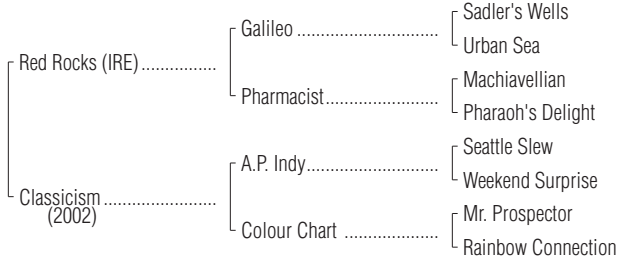 Sadler's Wells
Galileo ..................................
Urban Sea
Red Rocks (IRE)..................
Machiavellian
Pharmacist...........................
Pharaoh's Delight
Seattle Slew
A.P. Indy...............................
Weekend Surprise
Classicism ..........................
(2002)
Mr. Prospector
Colour Chart ......................
Rainbow Connection